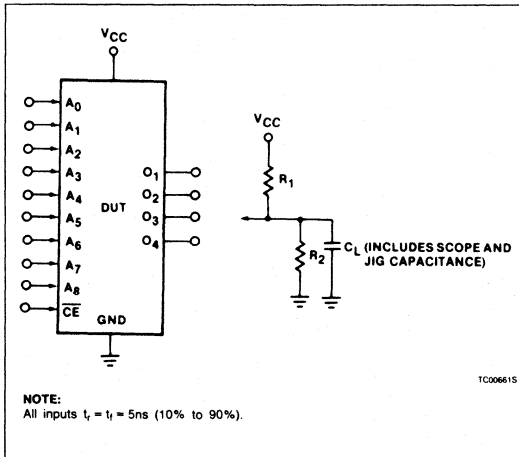 VCC
A0
A1
A2
A3
A4
A5
A6
A7
A8
CE
DUT
O1
O2
O3
O4
GND
VCC
R1
R2
CL (INCLUDES SCOPE AND
JIG CAPACITANCE)
TC00661S
NOTE:
All inputs tr = tf = 5ns (10% to 90%).